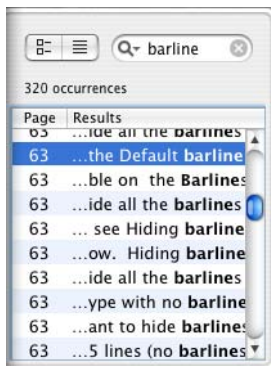 barline
320 occurrences
Page Results
63 ...ide all the barlines
63 ...the Default barline
63 ...ble on the Barlines
63 ...ide all the barlines
63 ... see Hiding barline
63 ...ow. Hiding barline
63 ...ide all the barlines
63 ...ype with no barline
63 ...ant to hide barline
63 ...5 lines (no barlines